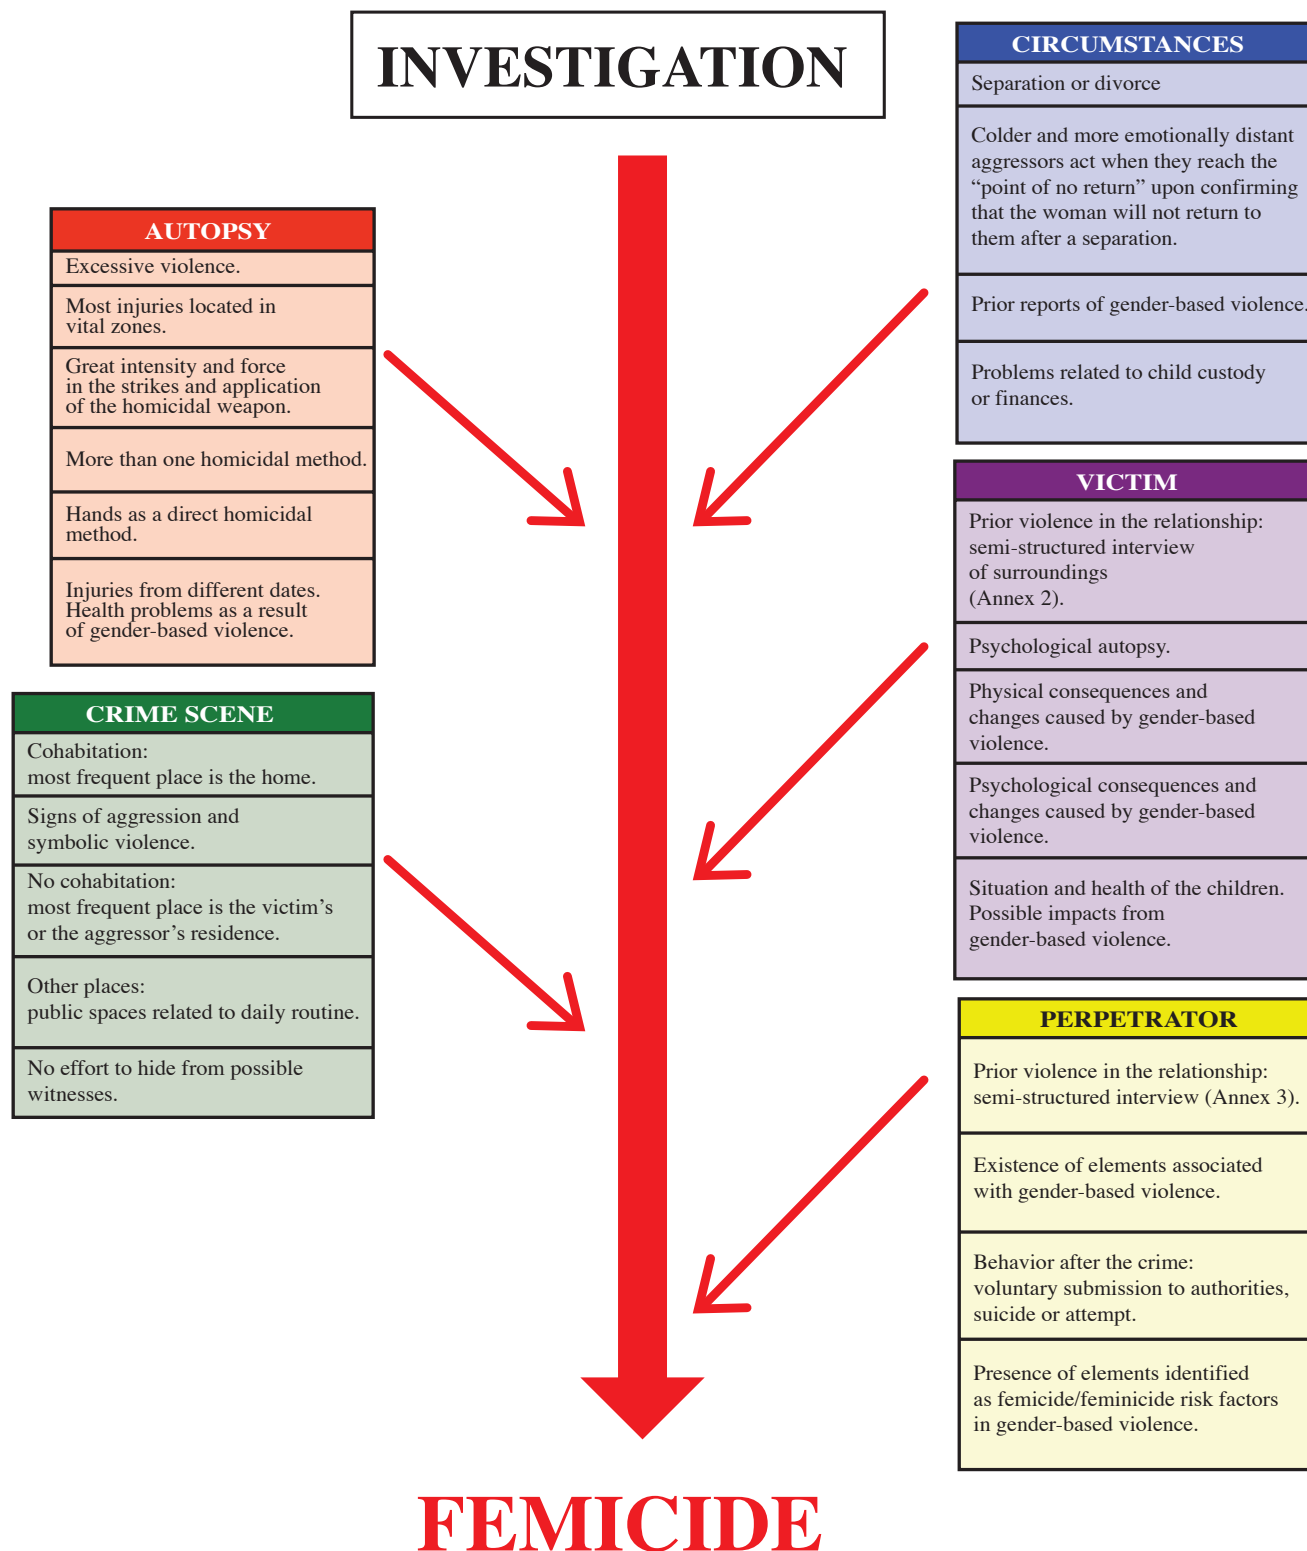 INVESTIGATION
AUTOPSY
Excessive violence.
Most injuries located in
vital zones.
Great intensity and force
in the strikes and application
of the homicidal weapon.
More than one homicidal method.
Hands as a direct homicidal
method.
Injuries from different dates.
Health problems as a result
of gender-based violence.
CRIME SCENE
Cohabitation:
most frequent place is the home.
Signs of aggression and
symbolic violence.
No cohabitation:
most frequent place is the victim’s
or the aggressor’s residence.
Other places:
public spaces related to daily routine.
No effort to hide from possible
witnesses.
CIRCUMSTANCES
Separation or divorce
Colder and more emotionally distant
aggressors act when they reach the
“point of no return” upon confirming
that the woman will not return to
them after a separation.
Prior reports of gender-based violence.
Problems related to child custody
or finances.
VICTIM
Prior violence in the relationship:
semi-structured interview
of surroundings
(Annex 2).
Psychological autopsy.
Physical consequences and
changes caused by gender-based
violence.
Psychological consequences and
changes caused by gender-based
violence.
Situation and health of the children.
Possible impacts from
gender-based violence.
PERPETRATOR
Prior violence in the relationship:
semi-structured interview (Annex 3).
Existence of elements associated
with gender-based violence.
Behavior after the crime:
voluntary submission to authorities,
suicide or attempt.
Presence of elements identified
as femicide/feminicide risk factors
in gender-based violence.
FEMICIDE